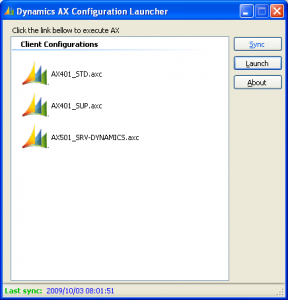 Dynamics AX Configuration Launcher
Click the link bellow to execute AX
Client Configurations
Sync
AX401_STD.axc
Launch
About
AX401_SUP.axc
AX501_SRV-DYNAMICS.axc
Last sync: 2009/10/03 08:01:51